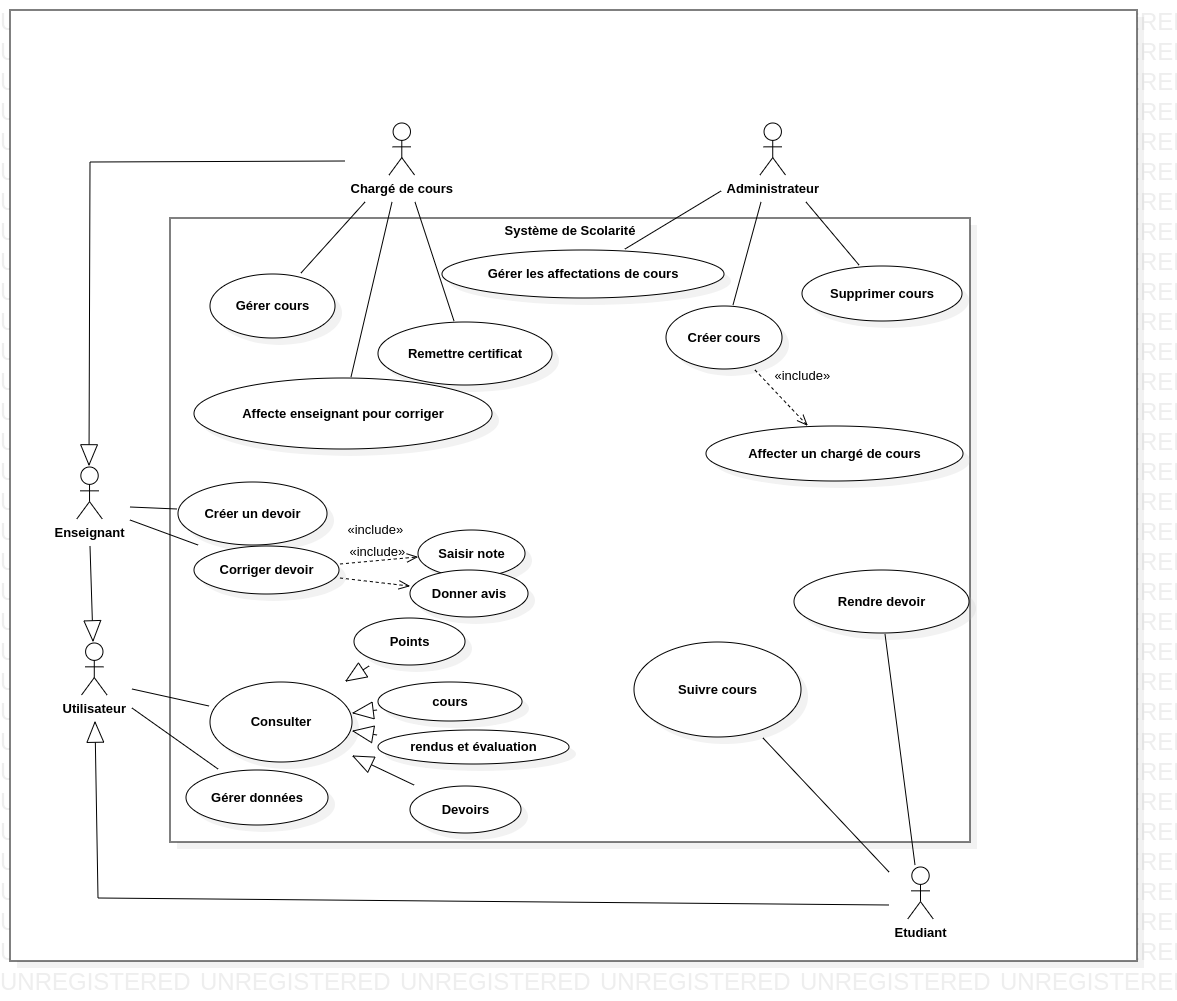 Chargé de cours
Administrateur
Système de Scolarité
Gérer les affectations de cours
Gérer cours
Supprimer cours
Créer cours
Remettre certificat
«include»
Affecte enseignant pour corriger
Affecter un chargé de cours
Créer un devoir
Enseignant
«include»
«include»
Saisir note
Corriger devoir
Donner avis
Rendre devoir
Points
Suivre cours
cours
Utilisateur
Consulter
rendus et évaluation
Gérer données
Devoirs
Etudiant
UNREGISTERED UNREGISTERED UNREGISTERED UNREGISTERED UNREGISTERED UNREGISTERED